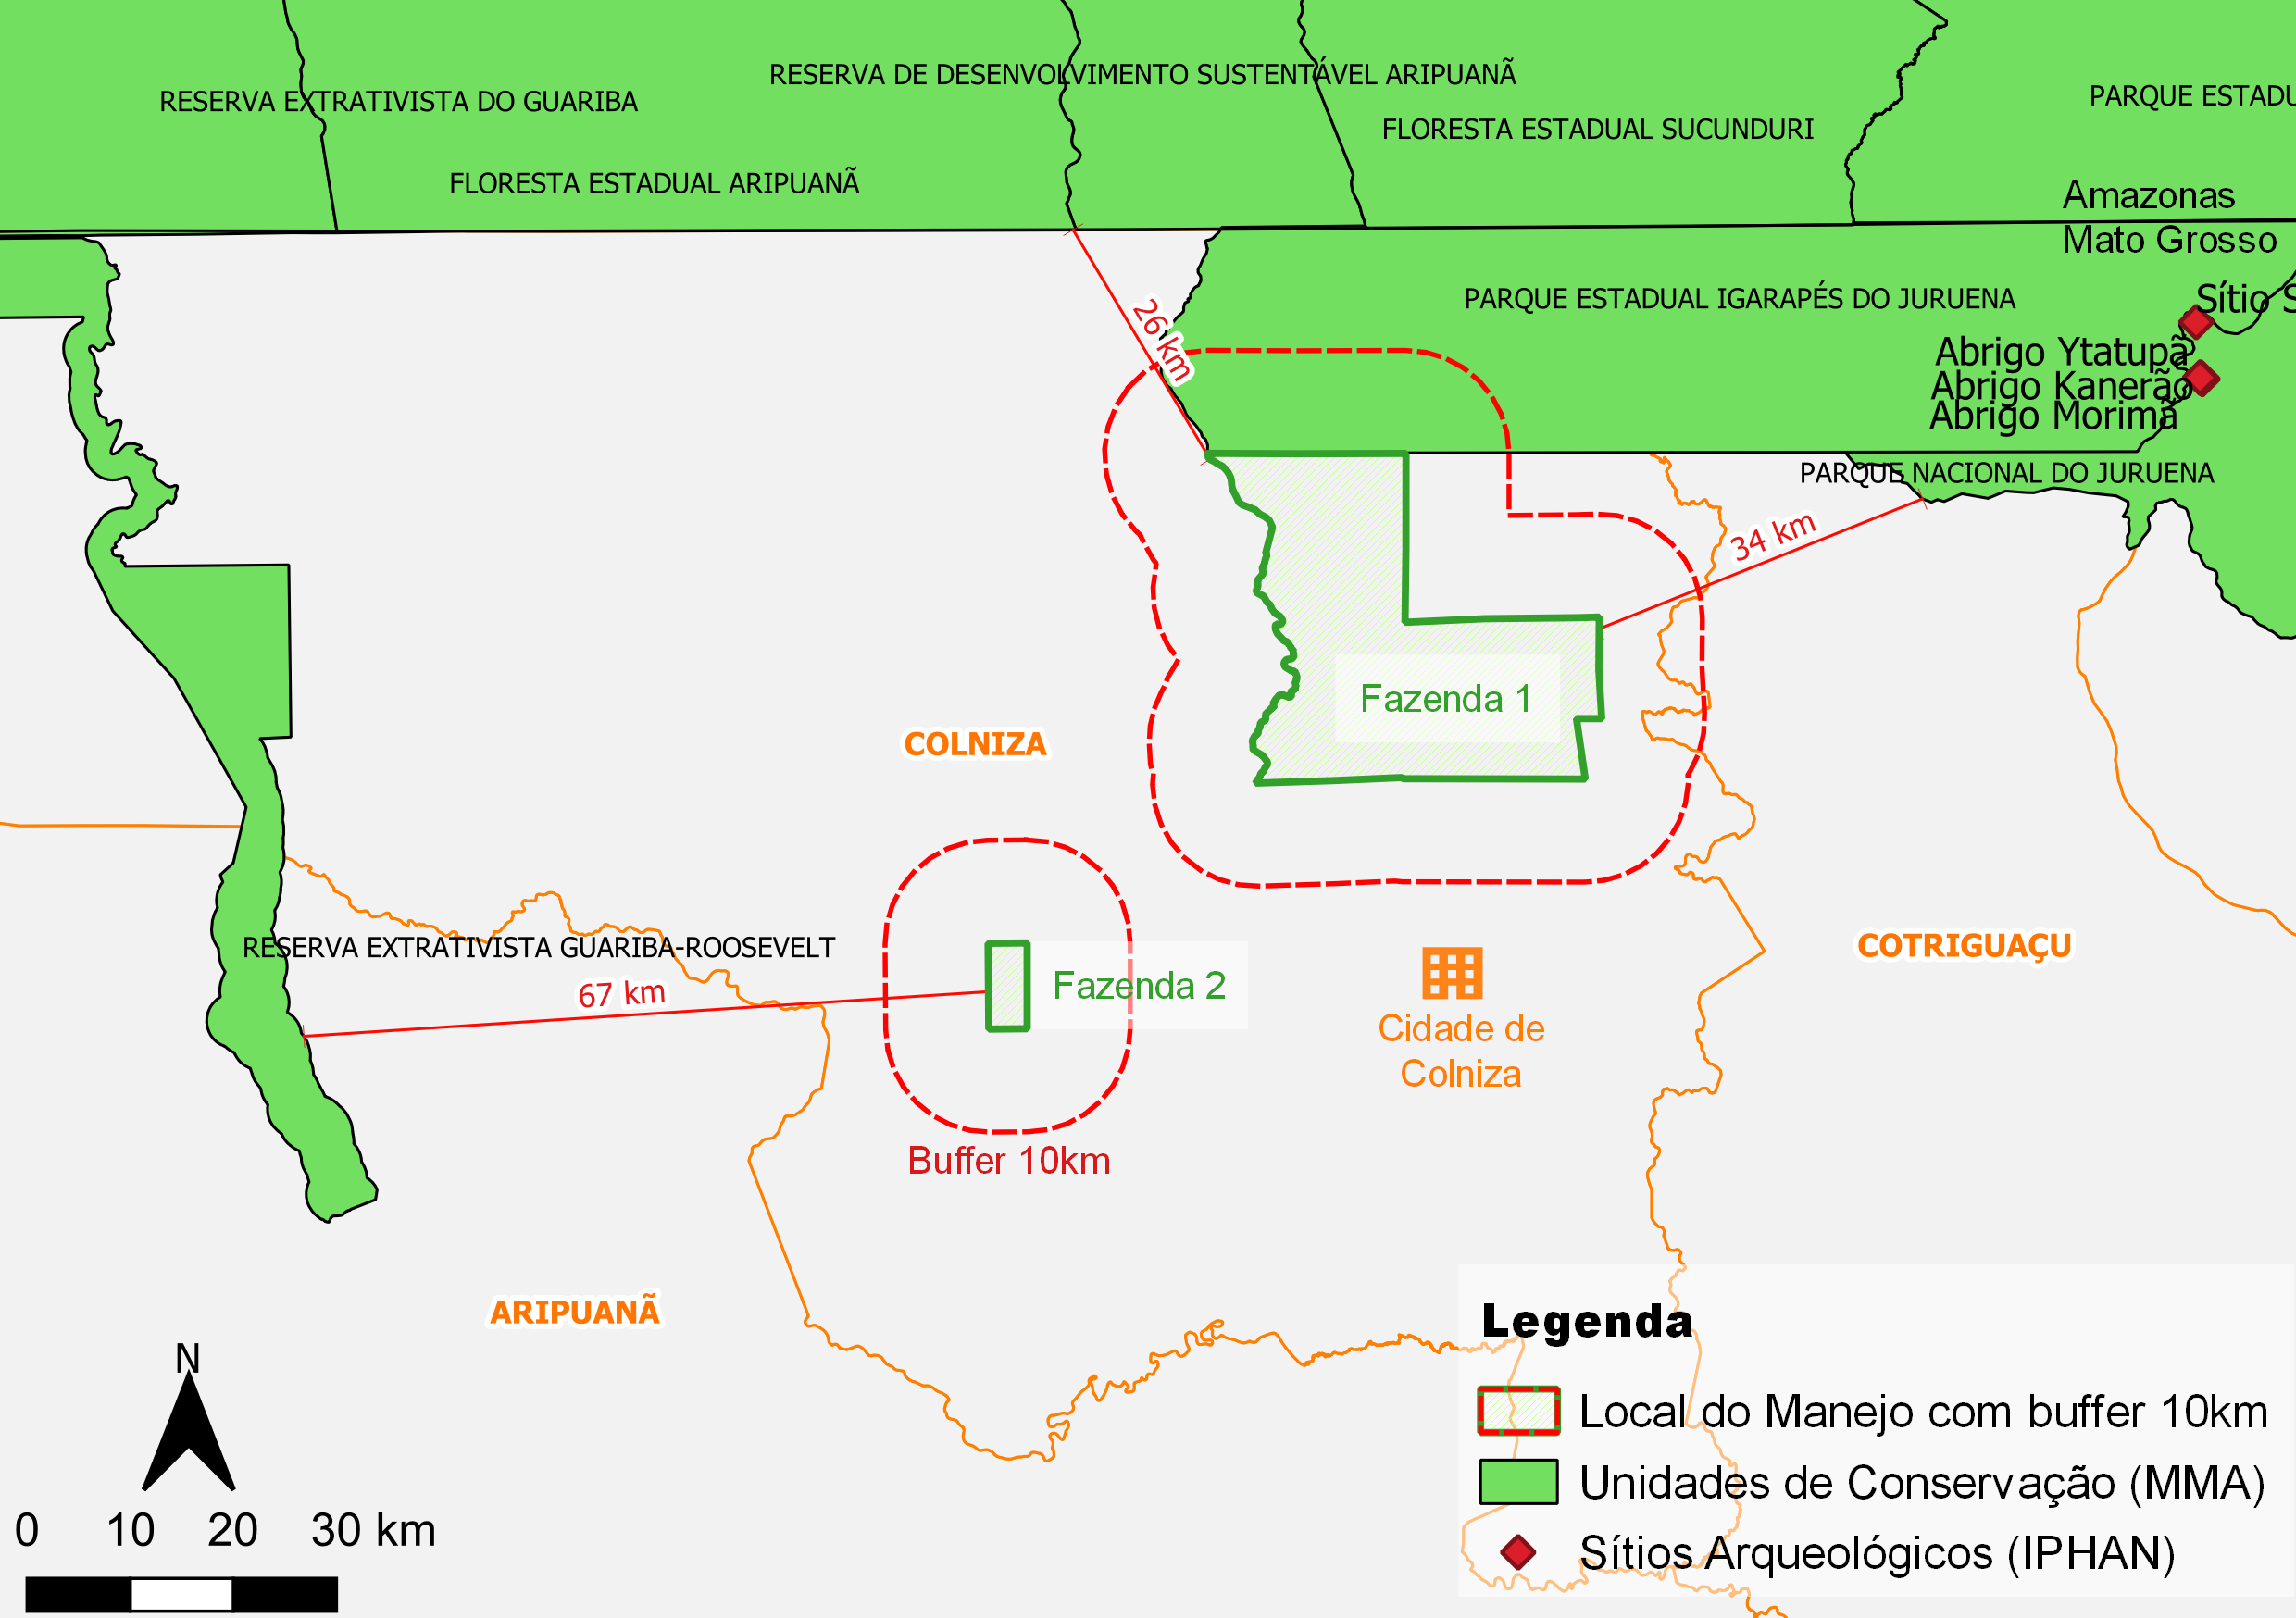 RESERVA DE DESENVOLVIMENTO SUSTENTÁVEL ARIPUANÃ
RESERVA EXTRATIVISTA DO GUARIBA
PARQUE ESTADU
FLORESTA ESTADUAL SUCUNDURI
FLORESTA ESTADUAL ARIPUANÃ
Amazonas
Mato Grosso
PARQUE ESTADUAL IGARAPÉS DO JURUENA
Sítio S
26 km
Abrigo Ytatupã
Abrigo Kanerão
Abrigo Morimã
PARQUE NACIONAL DO JURUENA
34 km
Fazenda 1
COLNIZA
RESERVA EXTRATIVISTA GUARIBA-ROOSEVELT
COTRIGUAÇU
67 km
Fazenda 2
Cidade de
Colniza
Buffer 10km
ARIPUANÃ
Legenda
Local do Manejo com buffer 10km
Unidades de Conservação (MMA)
Sítios Arqueológicos (IPHAN)
N
0 10 20 30 km